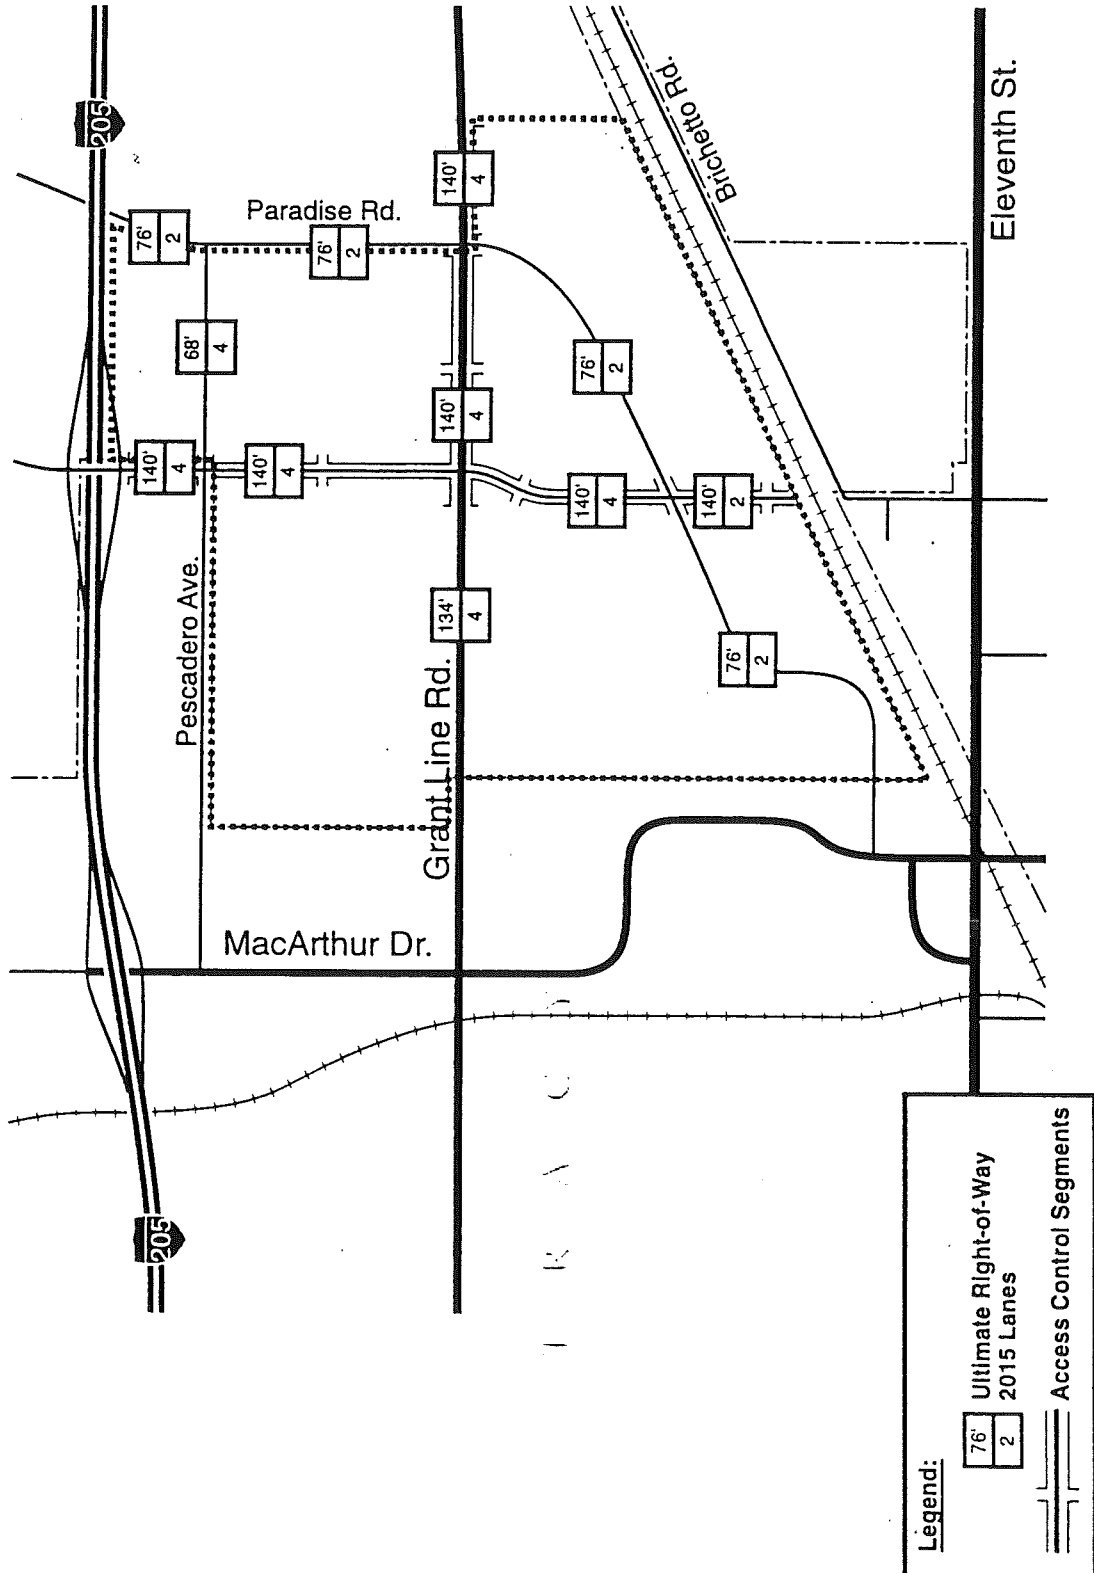 205
Paradise Rd.
76'
2
76'
2
68'
4
140'
4
140'
4
140'
4
140'
4
134'
4
76'
2
140'
4
140'
2
76'
2
Brichetto Rd.
Eleventh St.
Pescadero Ave.
Grant Line Rd.
MacArthur Dr.
205
Legend:
76'
2
Ultimate Right-of-Way
2015 Lanes
Access Control Segments